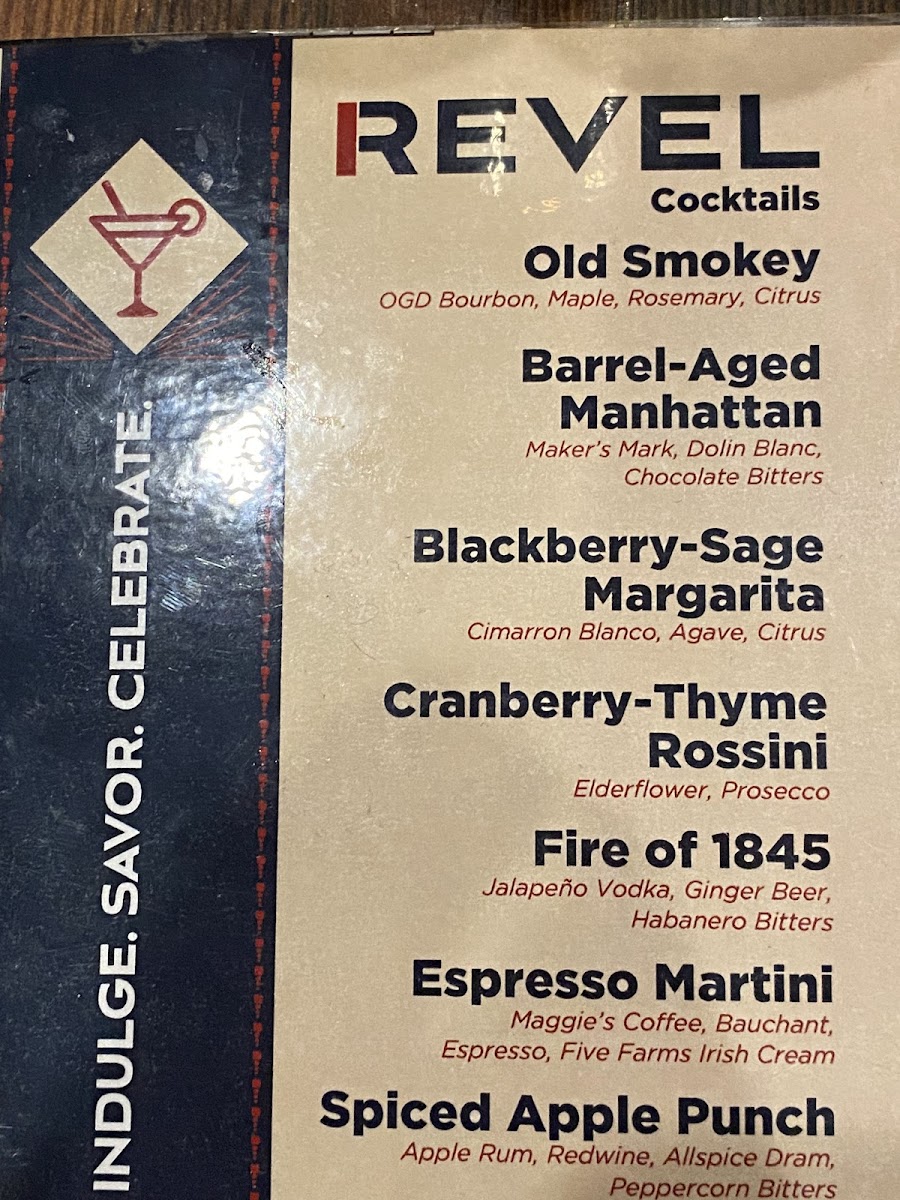 REVEL
Cocktails
Old Smokey
OGD Bourbon, Maple, Rosemary, Citrus
Barrel-Aged
Manhattan
Maker's Mark, Dolin Blanc,
Chocolate Bitters
Blackberry-Sage
Margarita
Cimarron Blanco, Agave, Citrus
Cranberry-Thyme
Rossini
Elderflower, Prosecco
Fire of 1845
Jalapeño Vodka, Ginger Beer,
Habanero Bitters
Espresso Martini
Maggie's Coffee, Bauchant,
Espresso, Five Farms Irish Cream
Spiced Apple Punch
Apple Rum, Redwine, Allspice Dram,
Peppercorn Bitters
INDULGE. SAVOR. CELEBRATE.